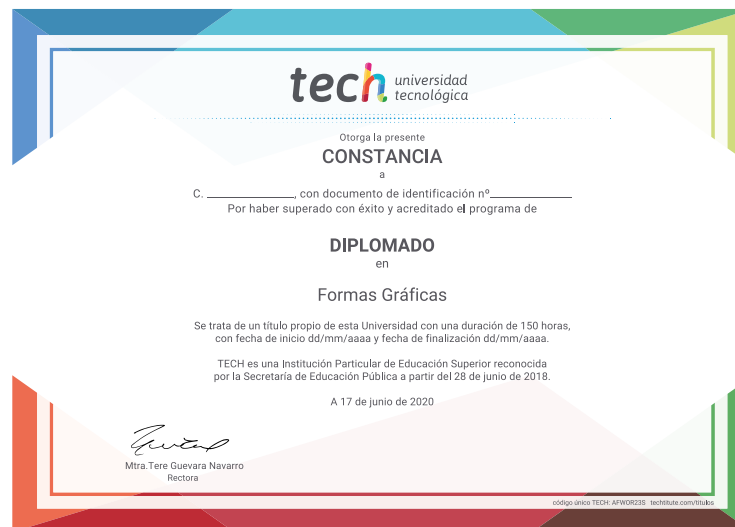 tech universidad
tecnológica
Otorga la presente
CONSTANCIA
a
C. ________________, con documento de identificación nº______________
Por haber superado con éxito y acreditado el programa de
DIPLOMADO
en
Formas Gráficas
Se trata de un título propio de esta Universidad con una duración de 150 horas,
con fecha de inicio dd/mm/aaaa y fecha de finalización dd/mm/aaaa.
TECH es una Institución Particular de Educación Superior reconocida
por la Secretaría de Educación Pública a partir del 28 de junio de 2018.
A 17 de junio de 2020
Mtra.Tere Guevara Navarro
Rectora
código único TECH: AFWOR235 techtitute.com/titulos